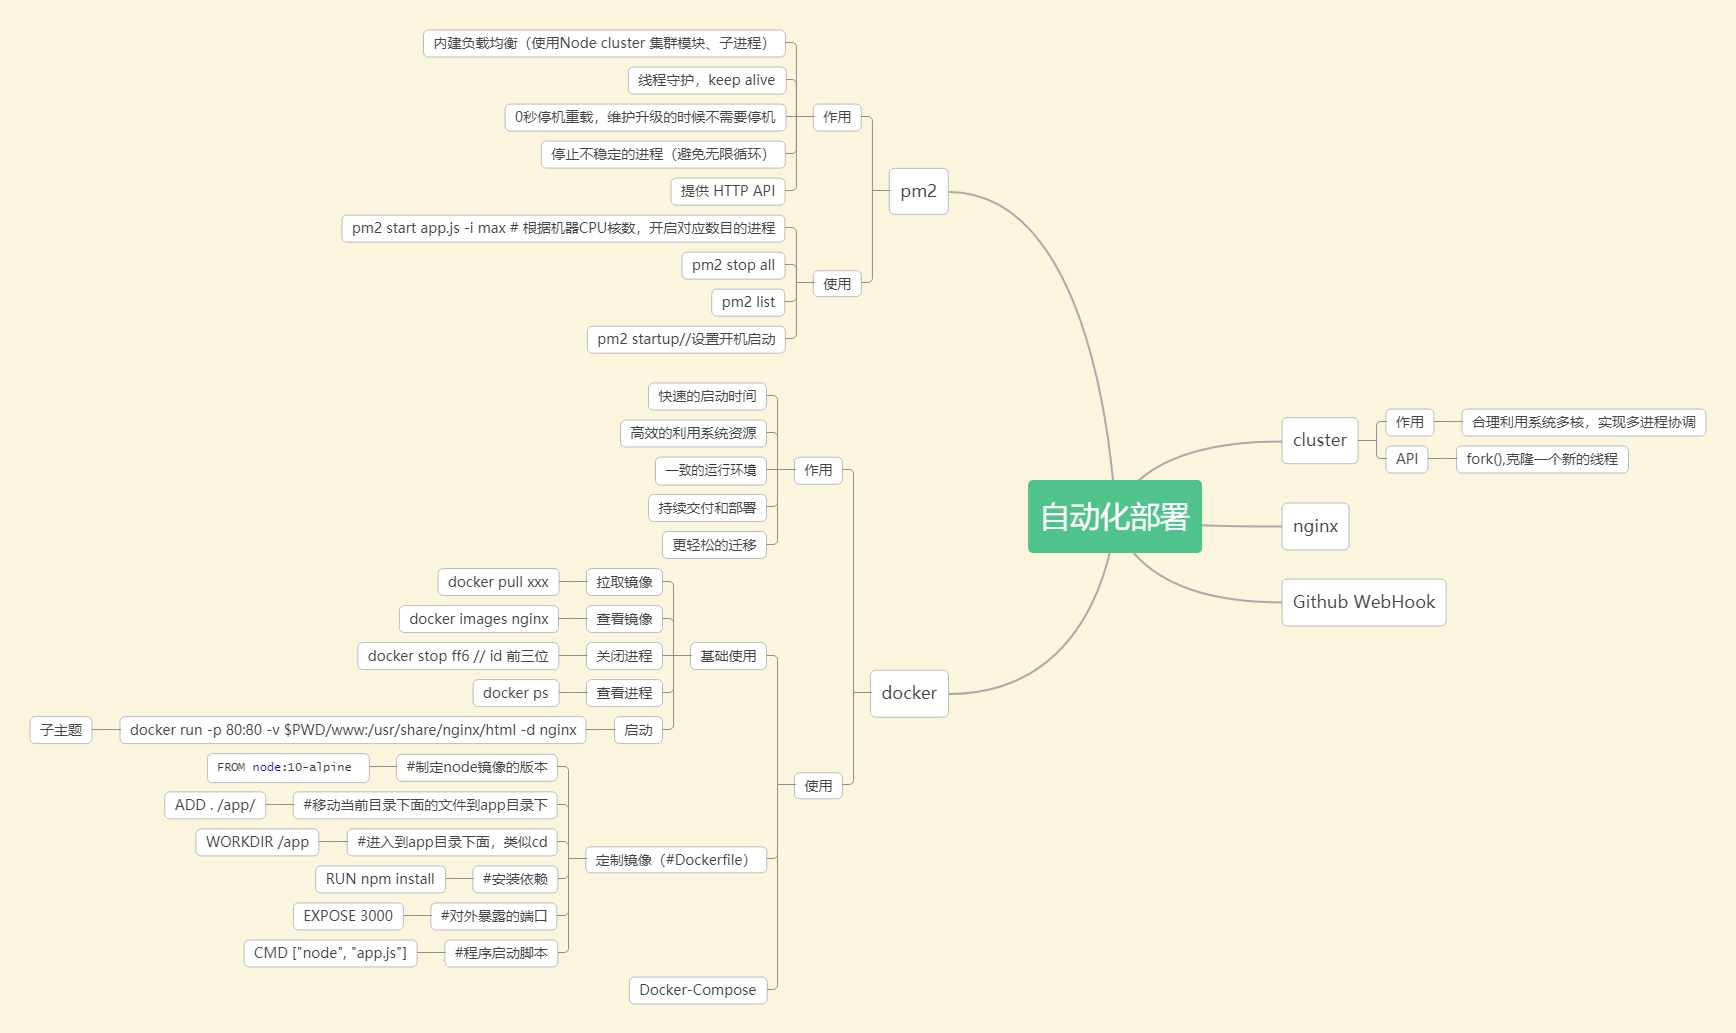 自动化部署
pm2
作用
内建负载均衡（使用Node cluster 集群模块、子进程）
线程守护，keep alive
0秒停机重载，维护升级的时候不需要停机
停止不稳定的进程（避免无限循环）
提供 HTTP API
使用
pm2 start app.js -i max # 根据机器CPU核数，开启对应数目的进程
pm2 stop all
pm2 list
pm2 startup//设置开机启动
docker
作用
快速的启动时间
高效的利用系统资源
一致的运行环境
持续交付和部署
更轻松的迁移
使用
基础使用
拉取镜像
docker pull xxx
查看镜像
docker images nginx
关闭进程
docker stop ff6 // id 前三位
查看进程
docker ps
启动
docker run -p 80:80 -v $PWD/www:/usr/share/nginx/html -d nginx
子主题
定制镜像（#Dockerfile）
#制定node镜像的版本
FROM node:10-alpine
#移动当前目录下面的文件到app目录下
ADD . /app/
#进入到app目录下面，类似cd
WORKDIR /app
#安装依赖
RUN npm install
#对外暴露的端口
EXPOSE 3000
#程序启动脚本
CMD ["node", "app.js"]
Docker-Compose
cluster
作用
合理利用系统多核，实现多进程协调
API
fork(),克隆一个新的线程
nginx
Github WebHook